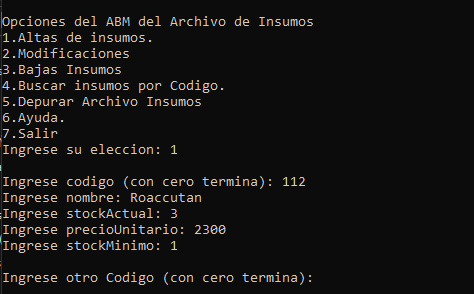 Opciones del ABM del Archivo de Insumos
1.Altas de insumos.
2.Modificaciones
3.Bajas Insumos
4.Buscar insumos por Codigo.
5.Depurar Archivo Insumos
6.Ayuda.
7.Salir
Ingrese su eleccion: 1
Ingrese codigo (con cero termina): 112
Ingrese nombre: Roaccutan
Ingrese stockActual: 3
Ingrese precioUnitario: 2300
Ingrese stockMinimo: 1
Ingrese otro Codigo (con cero termina):